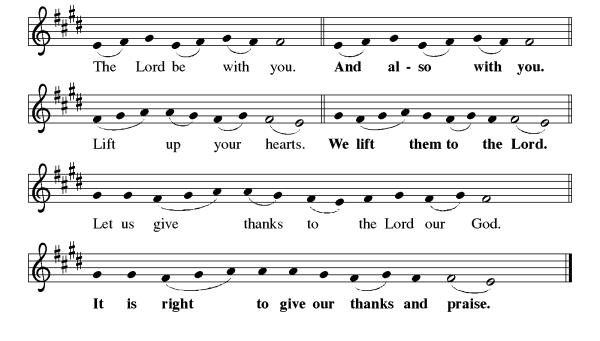 The Lord be with you. And al - so with you.
Lift up your hearts. We lift them to the Lord.
Let us give thanks to the Lord our God.
It is right to give our thanks and praise.